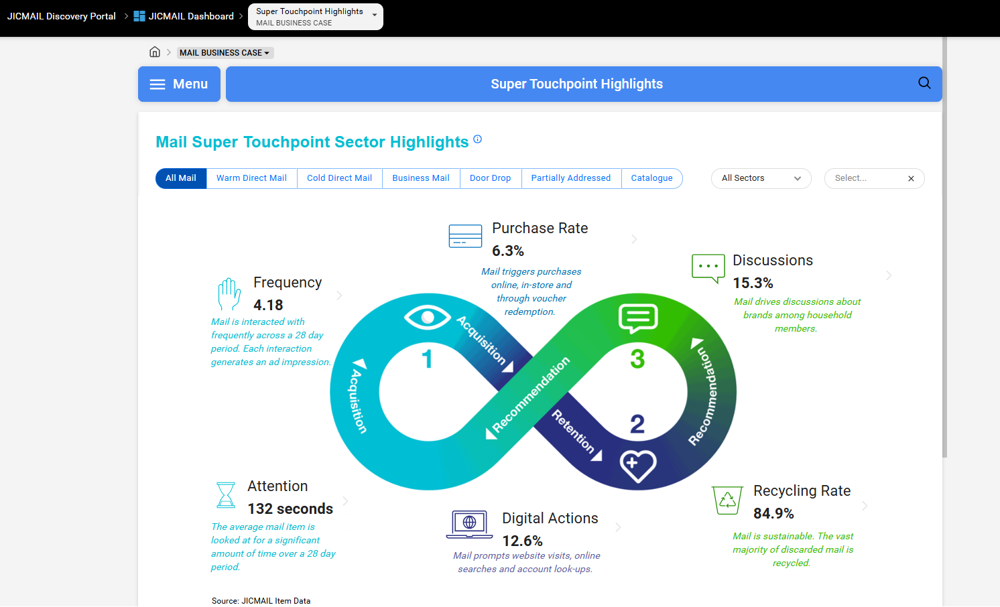 JICMAIL Discovery Portal
JICMAIL Dashboard
Super Touchpoint Highlights
MAIL BUSINESS CASE
MAIL BUSINESS CASE
Menu
Super Touchpoint Highlights
Mail Super Touchpoint Sector Highlights
All Mail
Warm Direct Mail
Cold Direct Mail
Business Mail
Door Drop
Partially Addressed
Catalogue
All Sectors
Select...
Purchase Rate
6.3%
Mail triggers purchases
online, in-store and
through voucher
redemption.
Discussions
15.3%
Mail drives discussions about
brands among household
members.
Frequency
4.18
Mail is interacted with
frequently across a 28 day
period. Each interaction
generates an ad impression.
Acquisition
1
3
Acquisition
Recommendation
Recommendation
2
Retention
Attention
132 seconds
The average mail item is
looked at for a significant
amount of time over a 28 day
period.
Digital Actions
12.6%
Mail prompts website visits, online
searches and account look-ups.
Recycling Rate
84.9%
Mail is sustainable. The vast
majority of discarded mail is
recycled.
Source: JICMAIL Item Data